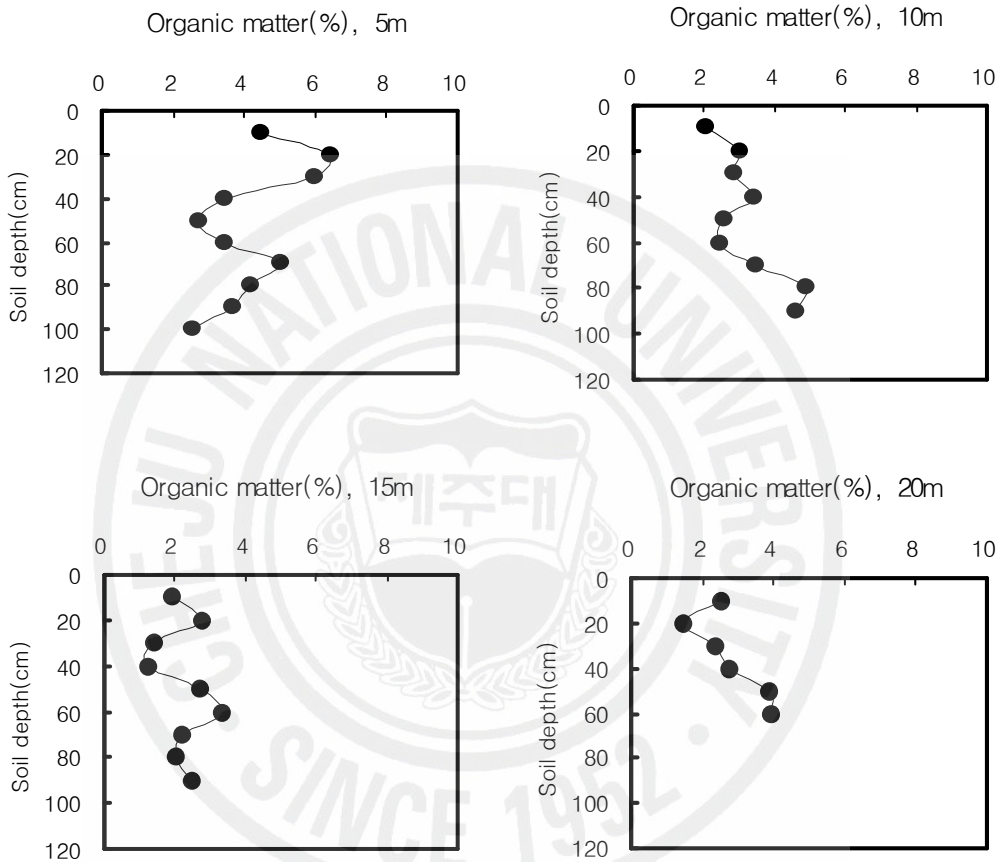 Organic matter(%), 5m
0 2 4 6 8 10
0
20
40
60
80
100
120
Soil depth(cm)
Organic matter(%), 10m
0 2 4 6 8 10
0
20
40
60
80
100
120
Soil depth(cm)
Organic matter(%), 15m
0 2 4 6 8 10
0
20
40
60
80
100
120
Soil depth(cm)
Organic matter(%), 20m
0 2 4 6 8 10
0
20
40
60
80
100
120
Soil depth(cm)
CHEJU NATIONAL UNIVERSITY
제주대
SINCE 1952